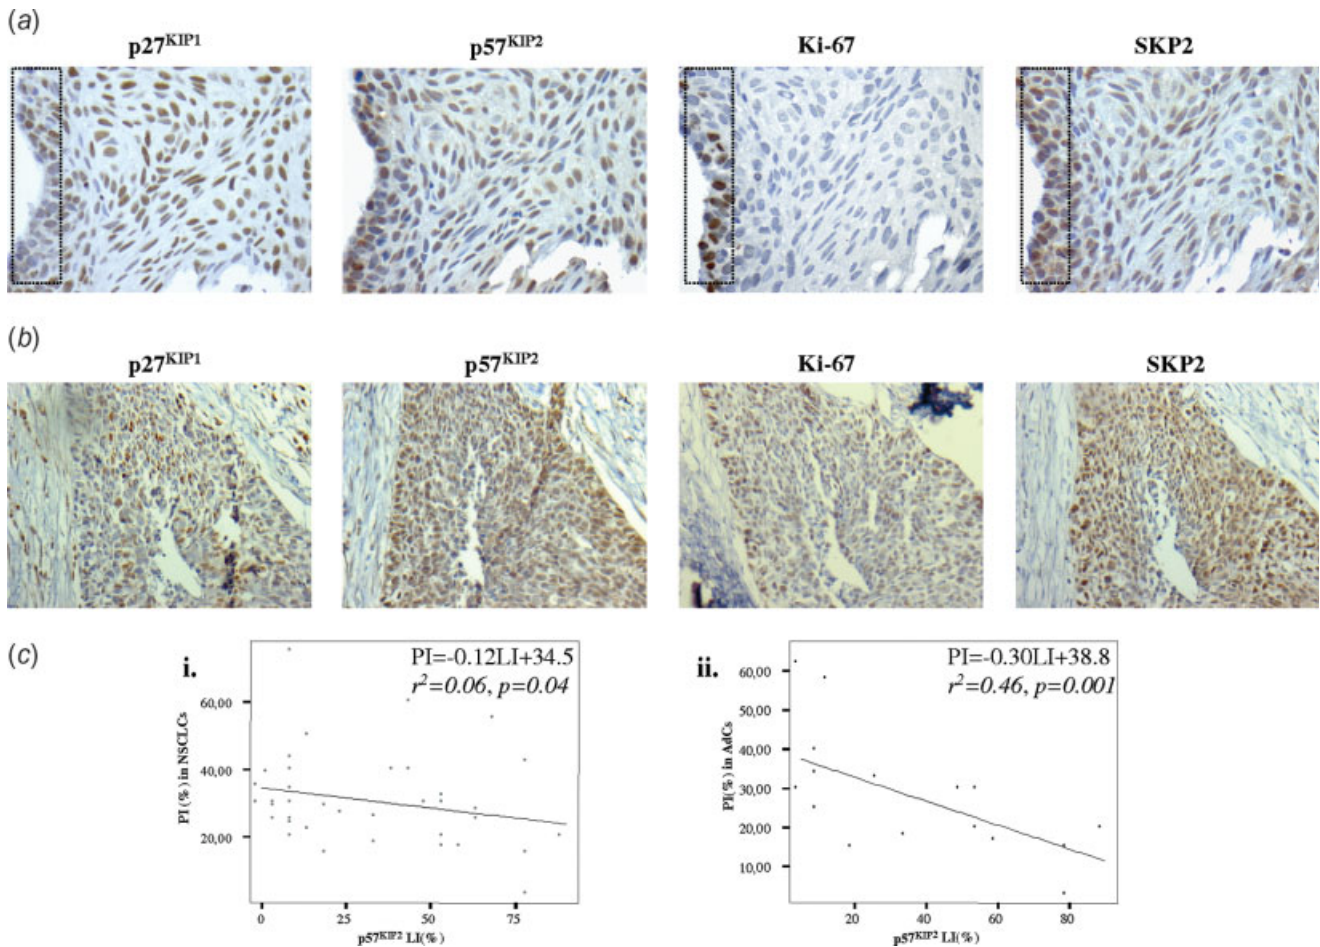 (a)
p27KIP1 p57KIP2 Ki-67 SKP2
(b)
p27KIP1 p57KIP2 Ki-67 SKP2
(c)
i.
PI=-0.12LI+34.5
r2=0.06, p=0.04
PI (%) in NSCLCs
60,00
40,00
20,00
0 25 50 75
p57KIP2 LI(%)
ii.
PI=-0.30LI+38.8
r2=0.46, p=0.001
PI(%) in AdCs
60,00
50,00
40,00
30,00
20,00
10,00
20 40 60 80
p57KIP2 LI(%)